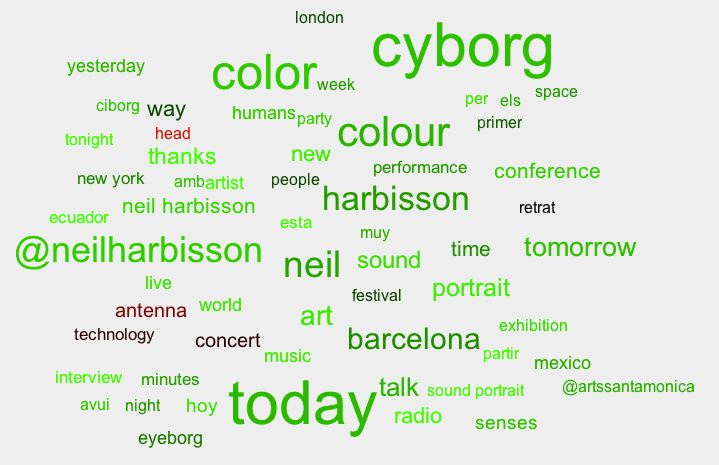 london
cyborg
yesterday
color
week
space
per
els
ciborg
way
humans
party
primer
head
colour
tonight
thanks
new
performance
conference
new york
amb
artist
people
neil harbisson
harbisson
retrat
ecuador
esta
muy
@neilharbisson
neil
sound
time
tomorrow
live
festival
portrait
antenna
world
art
technology
concert
barcelona
exhibition
music
partir
mexico
interview
minutes
today
talk
sound portrait
@artssantamonica
avui
night
hoy
radio
senses
eyeborg